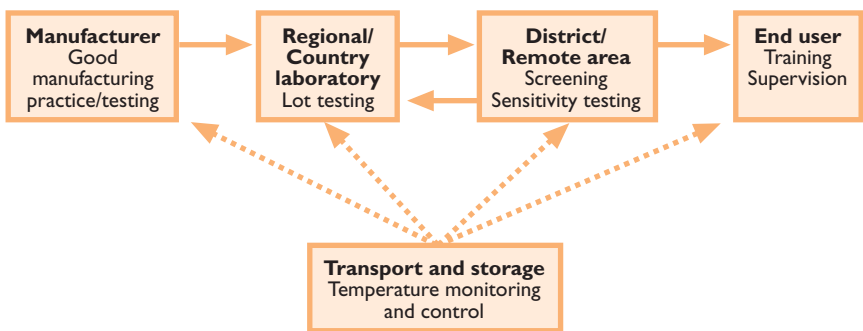 Manufacturer
Good
manufacturing
practice/testing
Regional/
Country
laboratory
Lot testing
District/
Remote area
Screening
Sensitivity testing
End user
Training
Supervision
Transport and storage
Temperature monitoring
and control